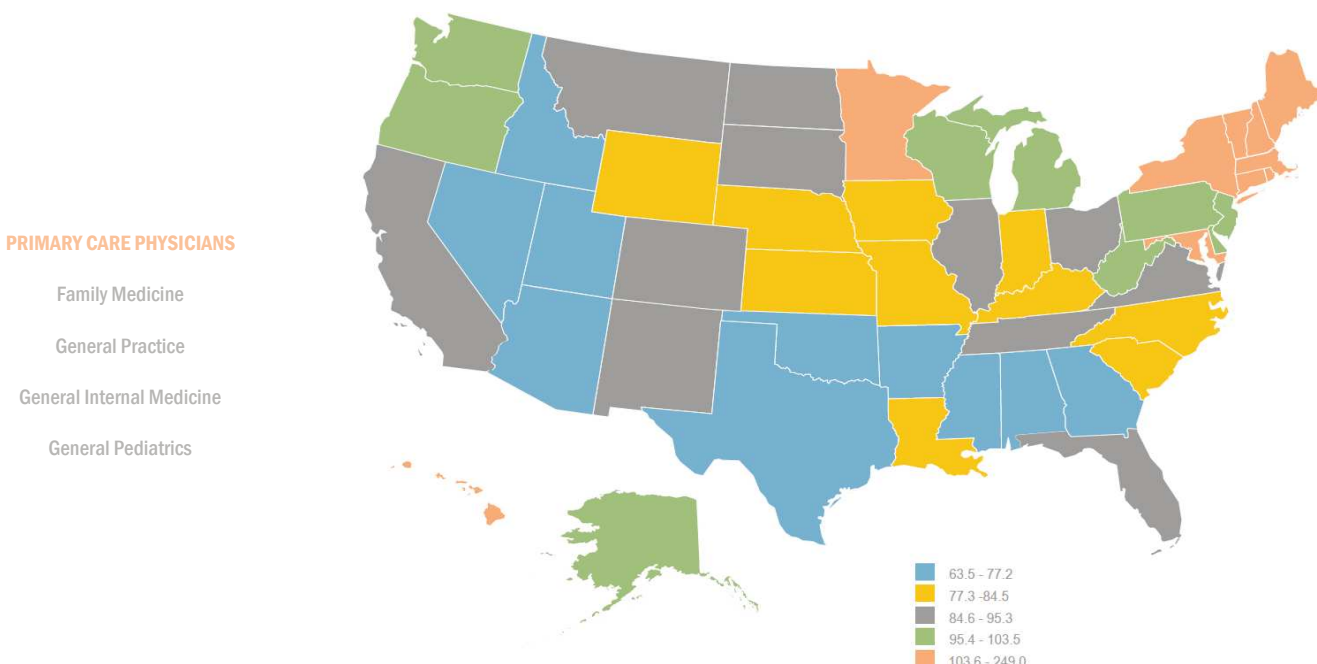 PRIMARY CARE PHYSICIANS
Family Medicine
General Practice
General Internal Medicine
General Pediatrics
63.5 - 77.2
77.3 -84.5
84.6 - 95.3
95.4 - 103.5
103.6 - 249.0